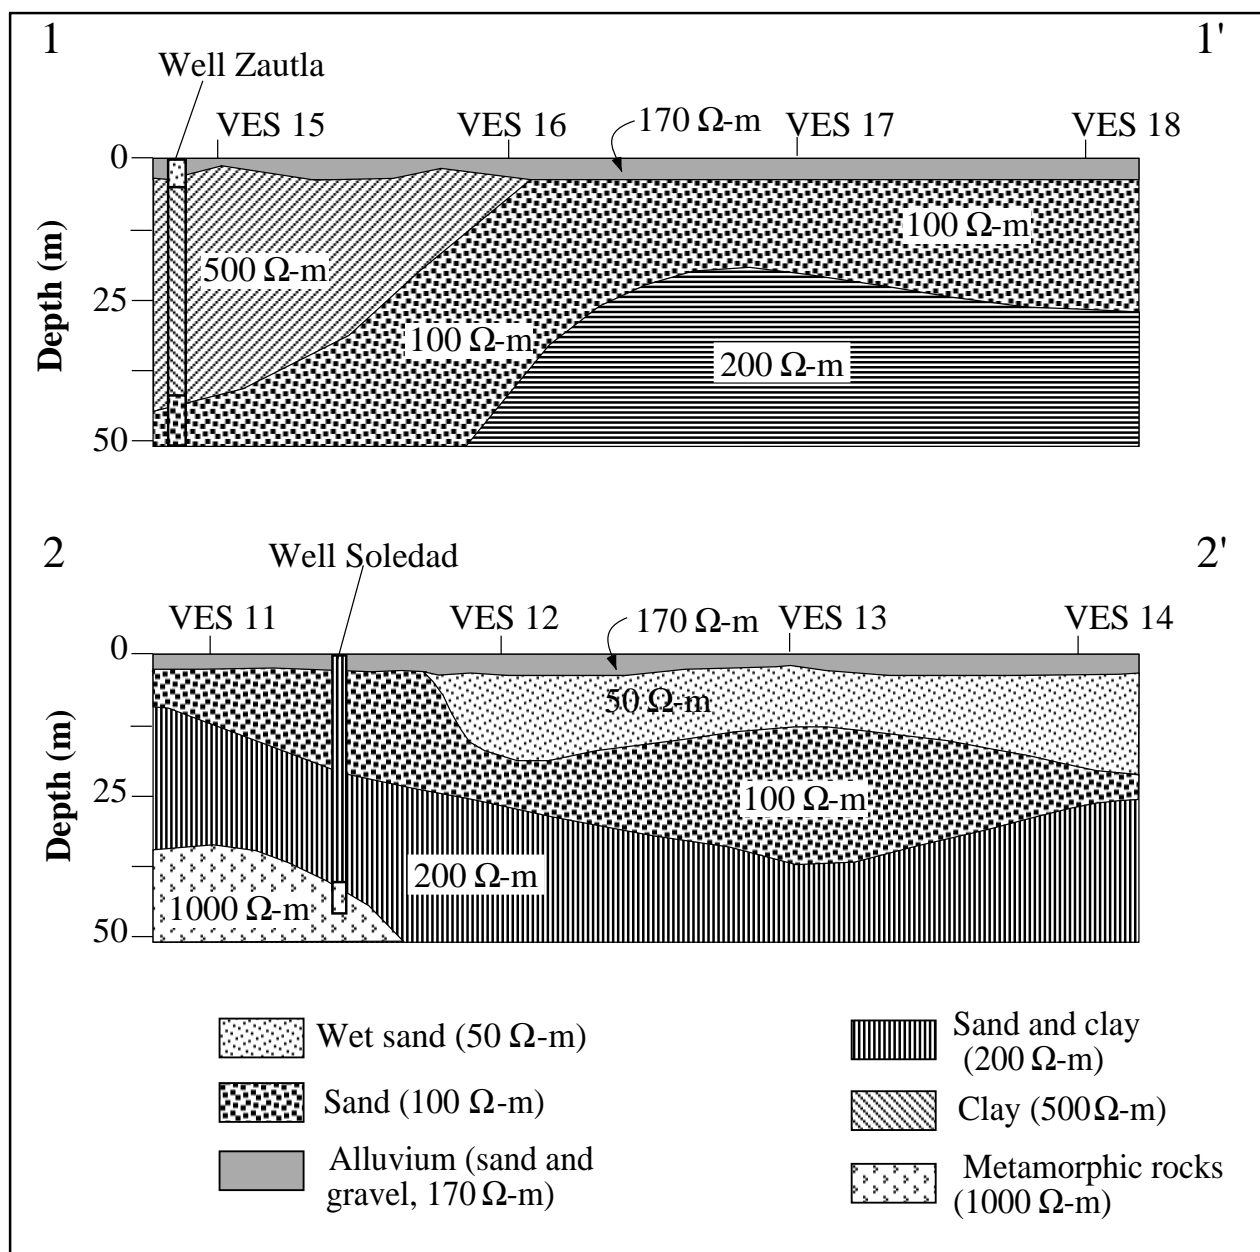 1
1'
Well Zautla
VES 15
VES 16
170 Ω-m
VES 17
VES 18
0
25
50
Depth (m)
500 Ω-m
100 Ω-m
100 Ω-m
200 Ω-m
2
2'
Well Soledad
VES 11
VES 12
170 Ω-m
VES 13
VES 14
0
25
50
Depth (m)
50 Ω-m
100 Ω-m
200 Ω-m
1000 Ω-m
Wet sand (50 Ω-m)
Sand (100 Ω-m)
Alluvium (sand and
gravel, 170 Ω-m)
Sand and clay
(200 Ω-m)
Clay (500Ω-m)
Metamorphic rocks
(1000 Ω-m)